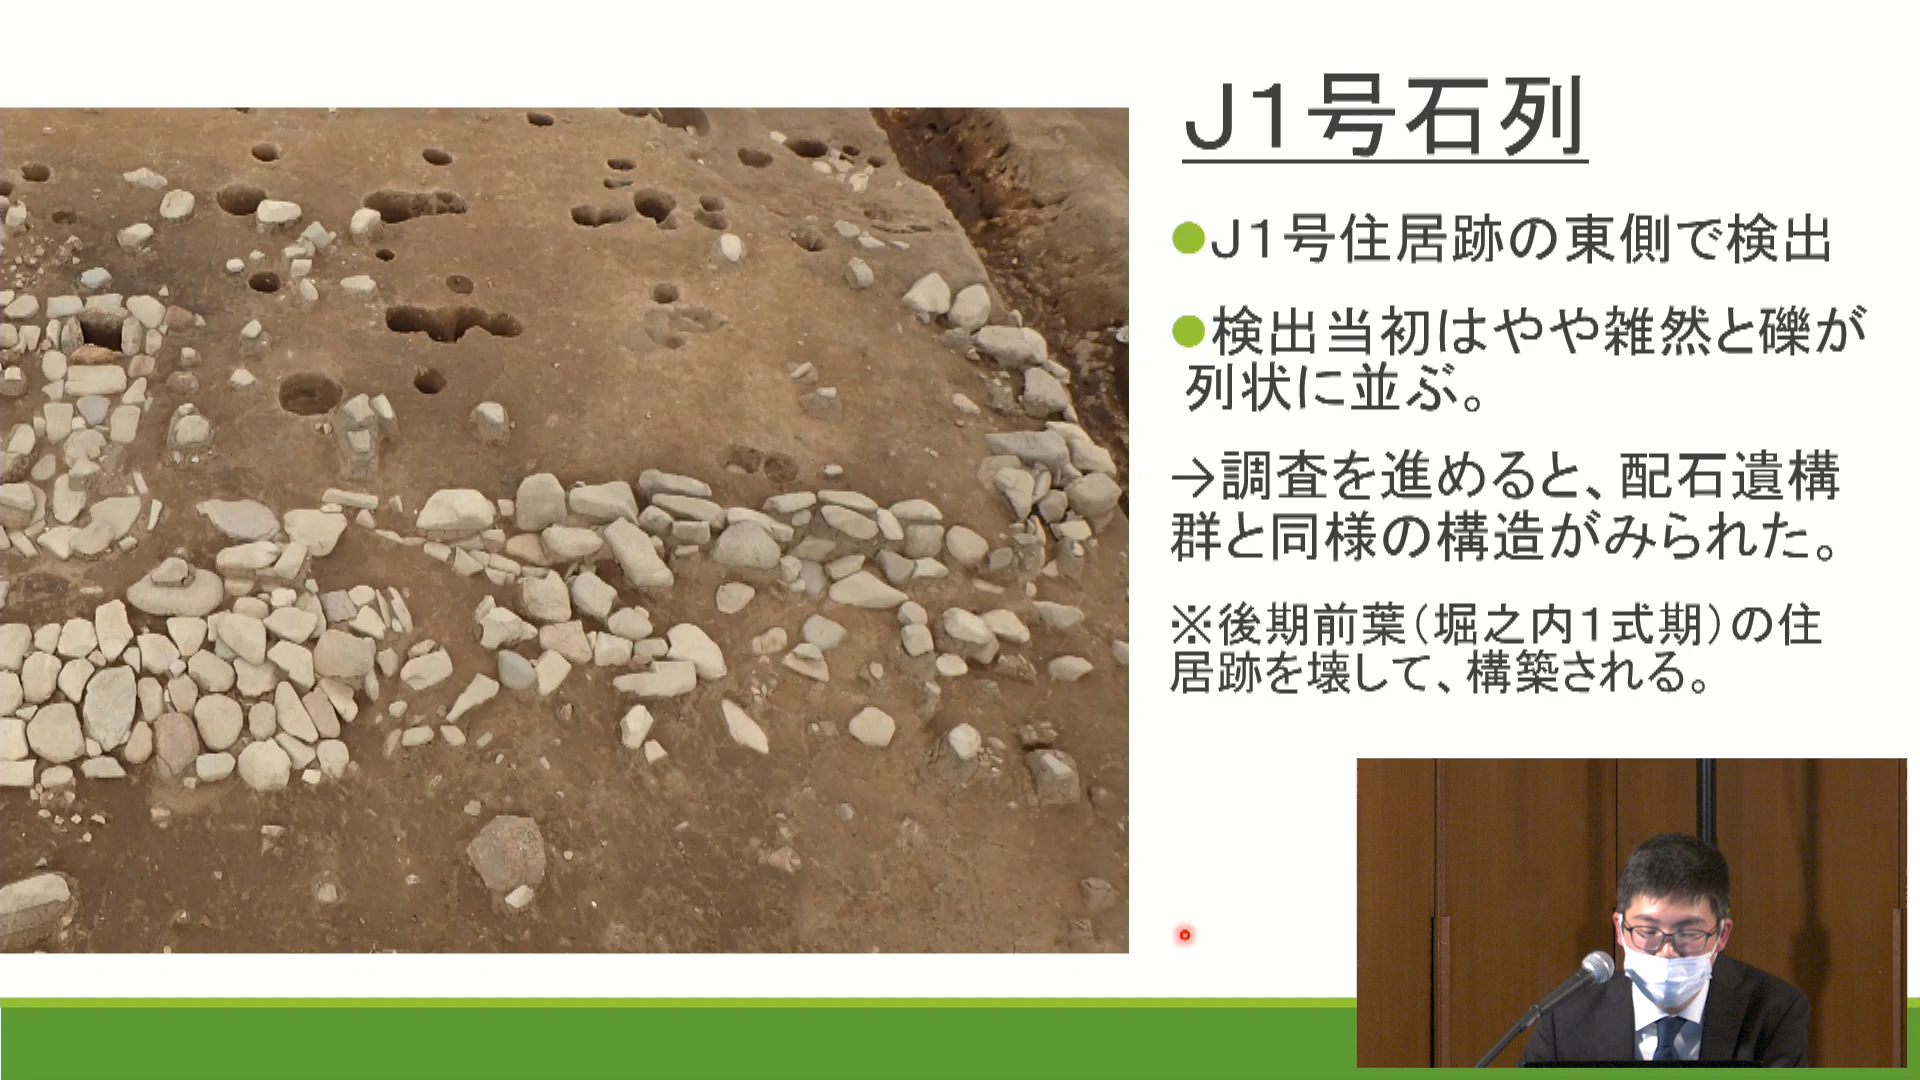 J1号石列
●J1号住居跡の東側で検出
●検出当初はやや雑然と礫が
列状に並ぶ。
→調査を進めると、配石遺構
群と同様の構造がみられた。
※後期前葉(堀之内1式期)の住
居跡を壊して、構築される。